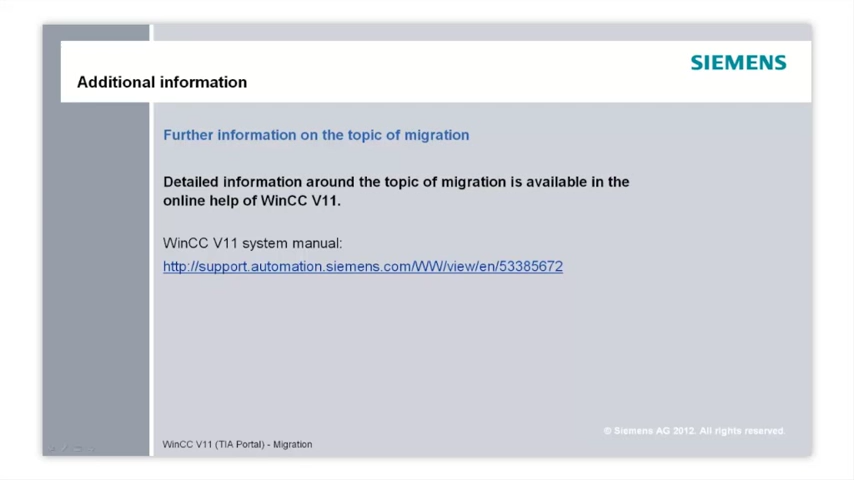 SIEMENS
Additional information
Further information on the topic of migration
Detailed information around the topic of migration is available in the
online help of WinCC V11.
WinCC V11 system manual:
http://support.automation.siemens.com/WW/view/en/53385672
© Siemens AG 2012. All rights reserved.
WinCC V11 (TIA Portal) - Migration